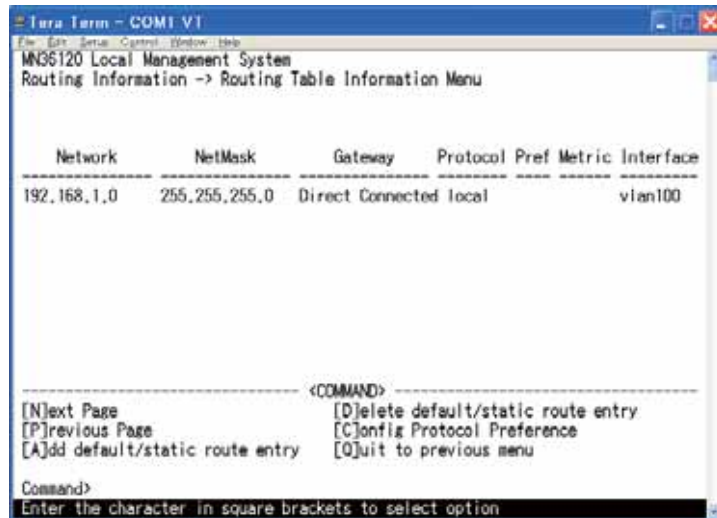 Tera Term - COM1 VT
File Edit Setup Control Window Help
MN36120 Local Management System
Routing Information -> Routing Table Information Menu
Network NetMask Gateway Protocol Pref Metric Interface
192.168.1.0 255.255.255.0 Direct Connected local vlan100
<COMMAND>
[N]ext Page [D]elete default/static route entry
[P]revious Page [C]onfig Protocol Preference
[A]dd default/static route entry [Q]uit to previous menu
Command>
Enter the character in square brackets to select option